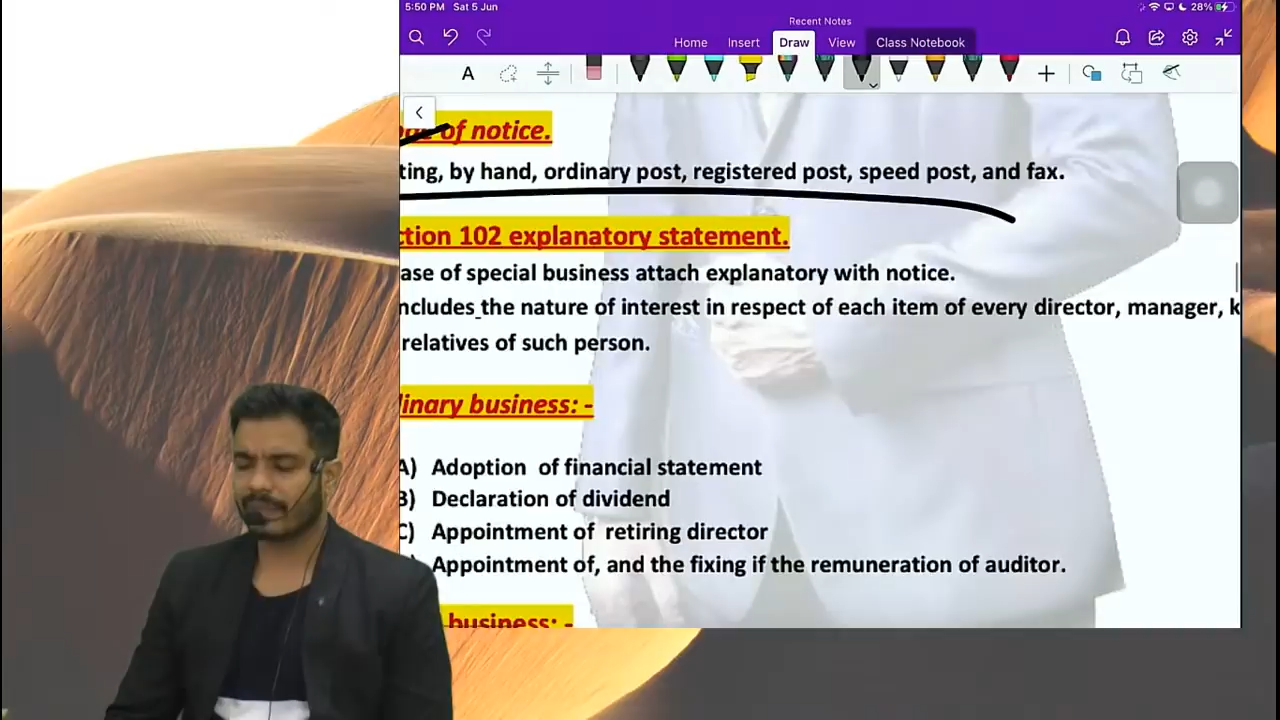 5:50 PM Sat 5 Jun
28%
Recent Notes
Home Insert Draw View Class Notebook
A
of notice.
ting, by hand, ordinary post, registered post, speed post, and fax.
ction 102 explanatory statement.
ase of special business attach explanatory with notice.
ncludes the nature of interest in respect of each item of every director, manager, k
relatives of such person.
linary business: -
A) Adoption of financial statement
B) Declaration of dividend
C) Appointment of retiring director
Appointment of, and the fixing if the remuneration of auditor.
business: -